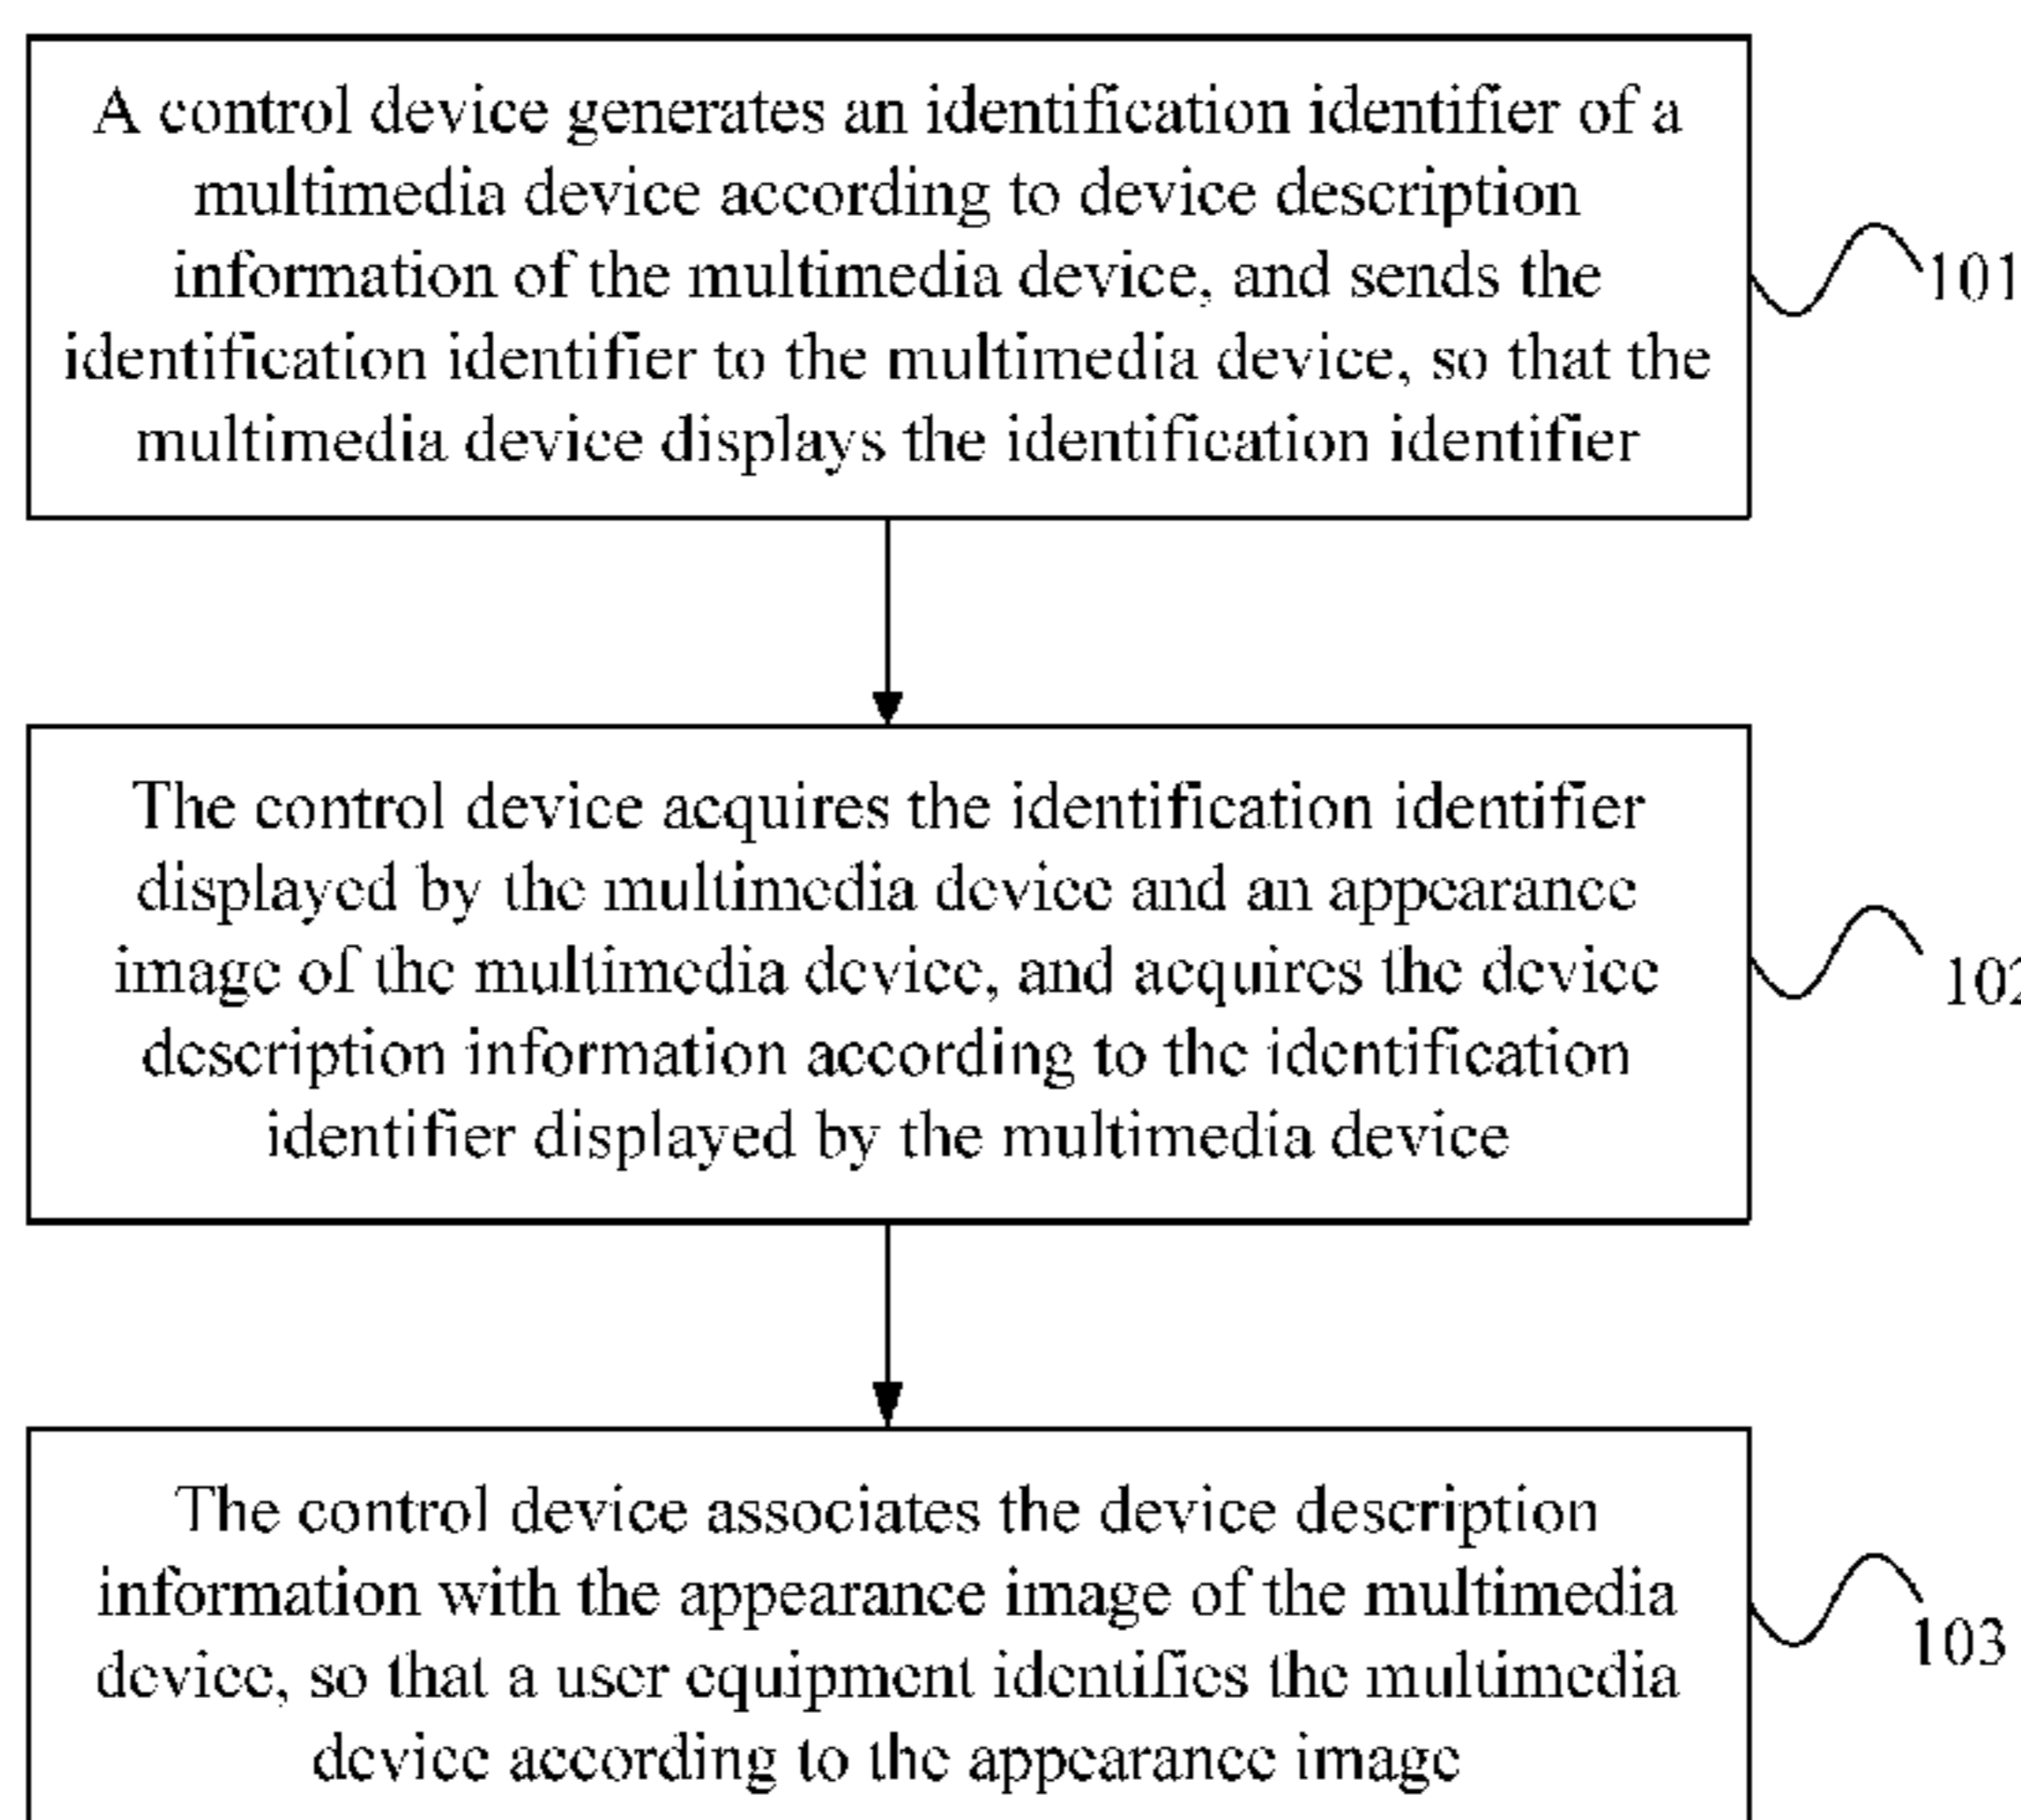 A control device generates an identification identifier of a
multimedia device according to device description
information of the multimedia device, and sends the
identification identifier to the multimedia device, so that the
multimedia device displays the identification identifier
101
The control device acquires the identification identifier
displayed by the multimedia device and an appearance
image of the multimedia device, and acquires the device
description information according to the identification
identifier displayed by the multimedia device
102
The control device associates the device description
information with the appearance image of the multimedia
device, so that a user equipment identifies the multimedia
device according to the appearance image
103